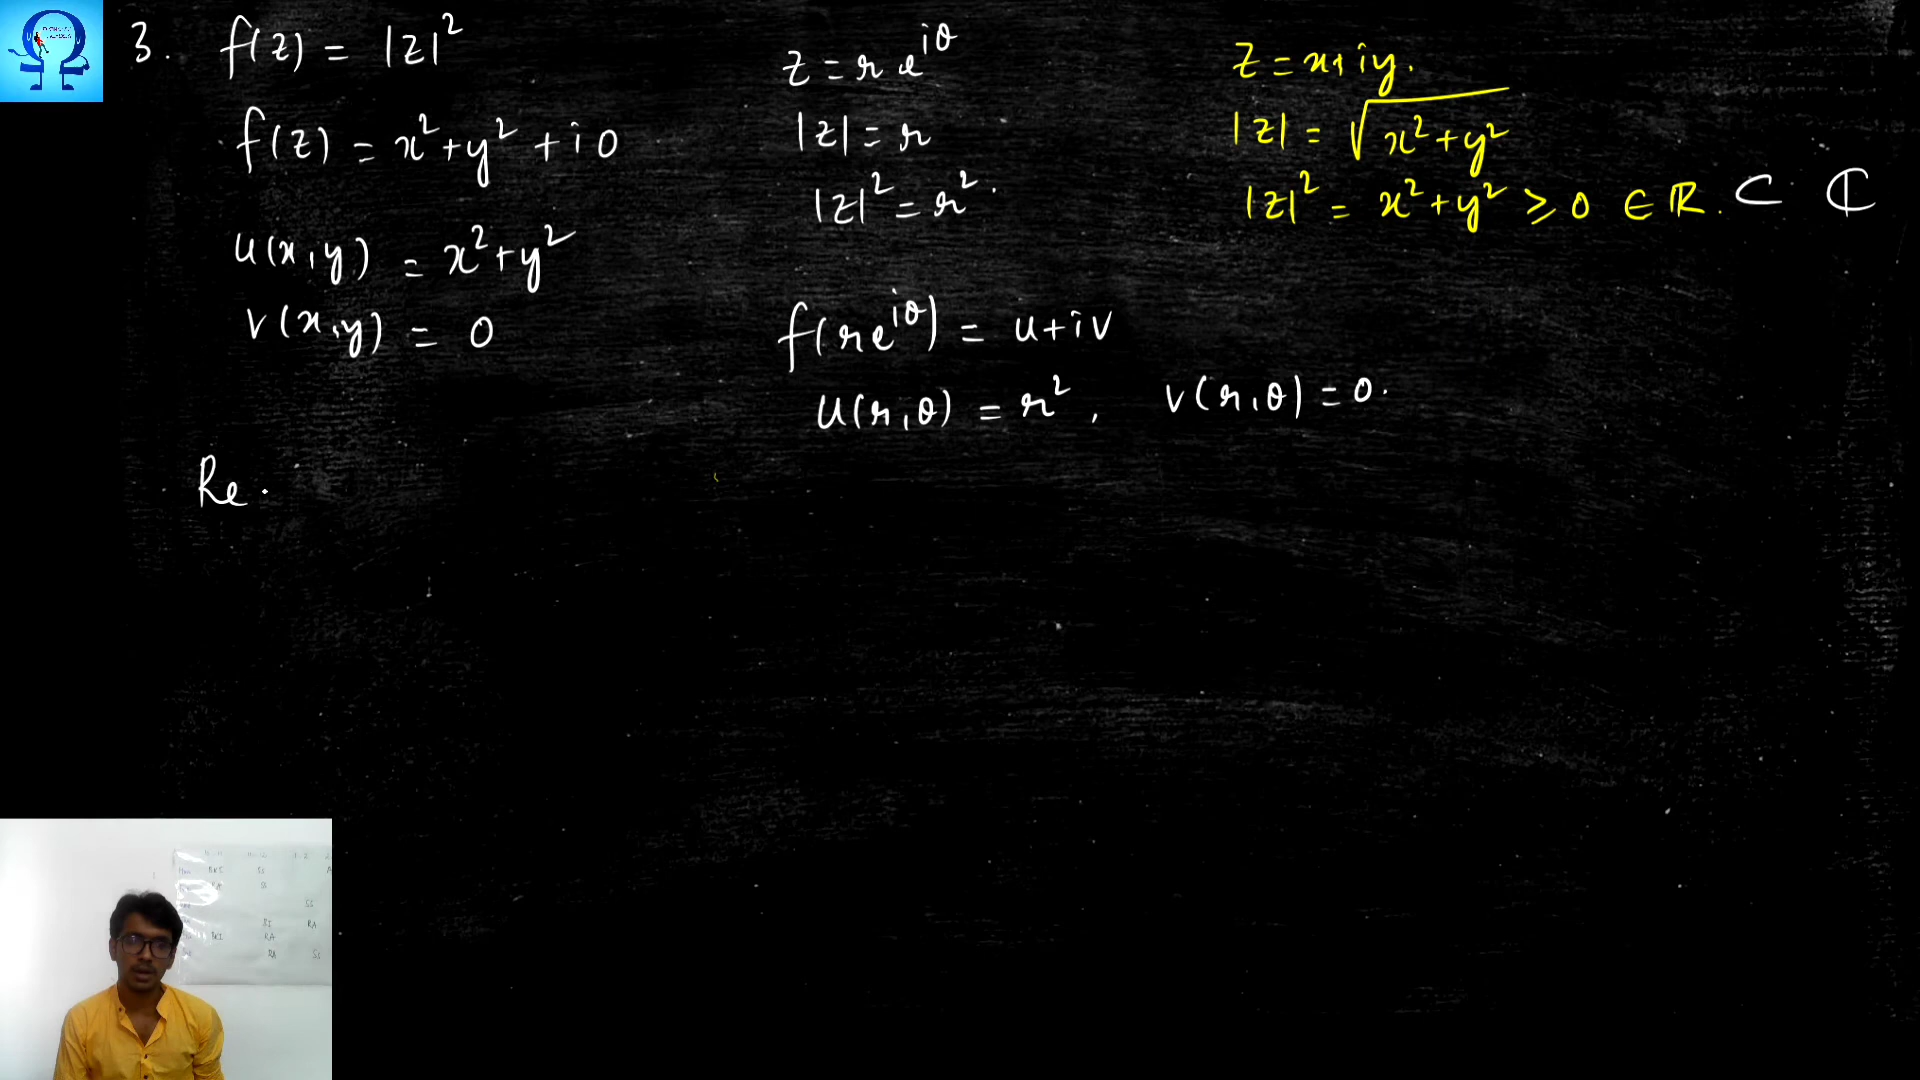 3. f(z) = |z|²
f(z) = x²+y² + i0
u(x,y) = x²+y²
v(x,y) = 0
Re.
z = r e^{iθ}
|z| = r
|z|² = r².
f(re^{iθ}) = u+iv
u(r,θ) = r², v(r,θ) = 0.
z = x+iy.
|z| = √x²+y²
|z|² = x²+y² ⩾ 0 ∈ ℝ. ⊂ ℂ